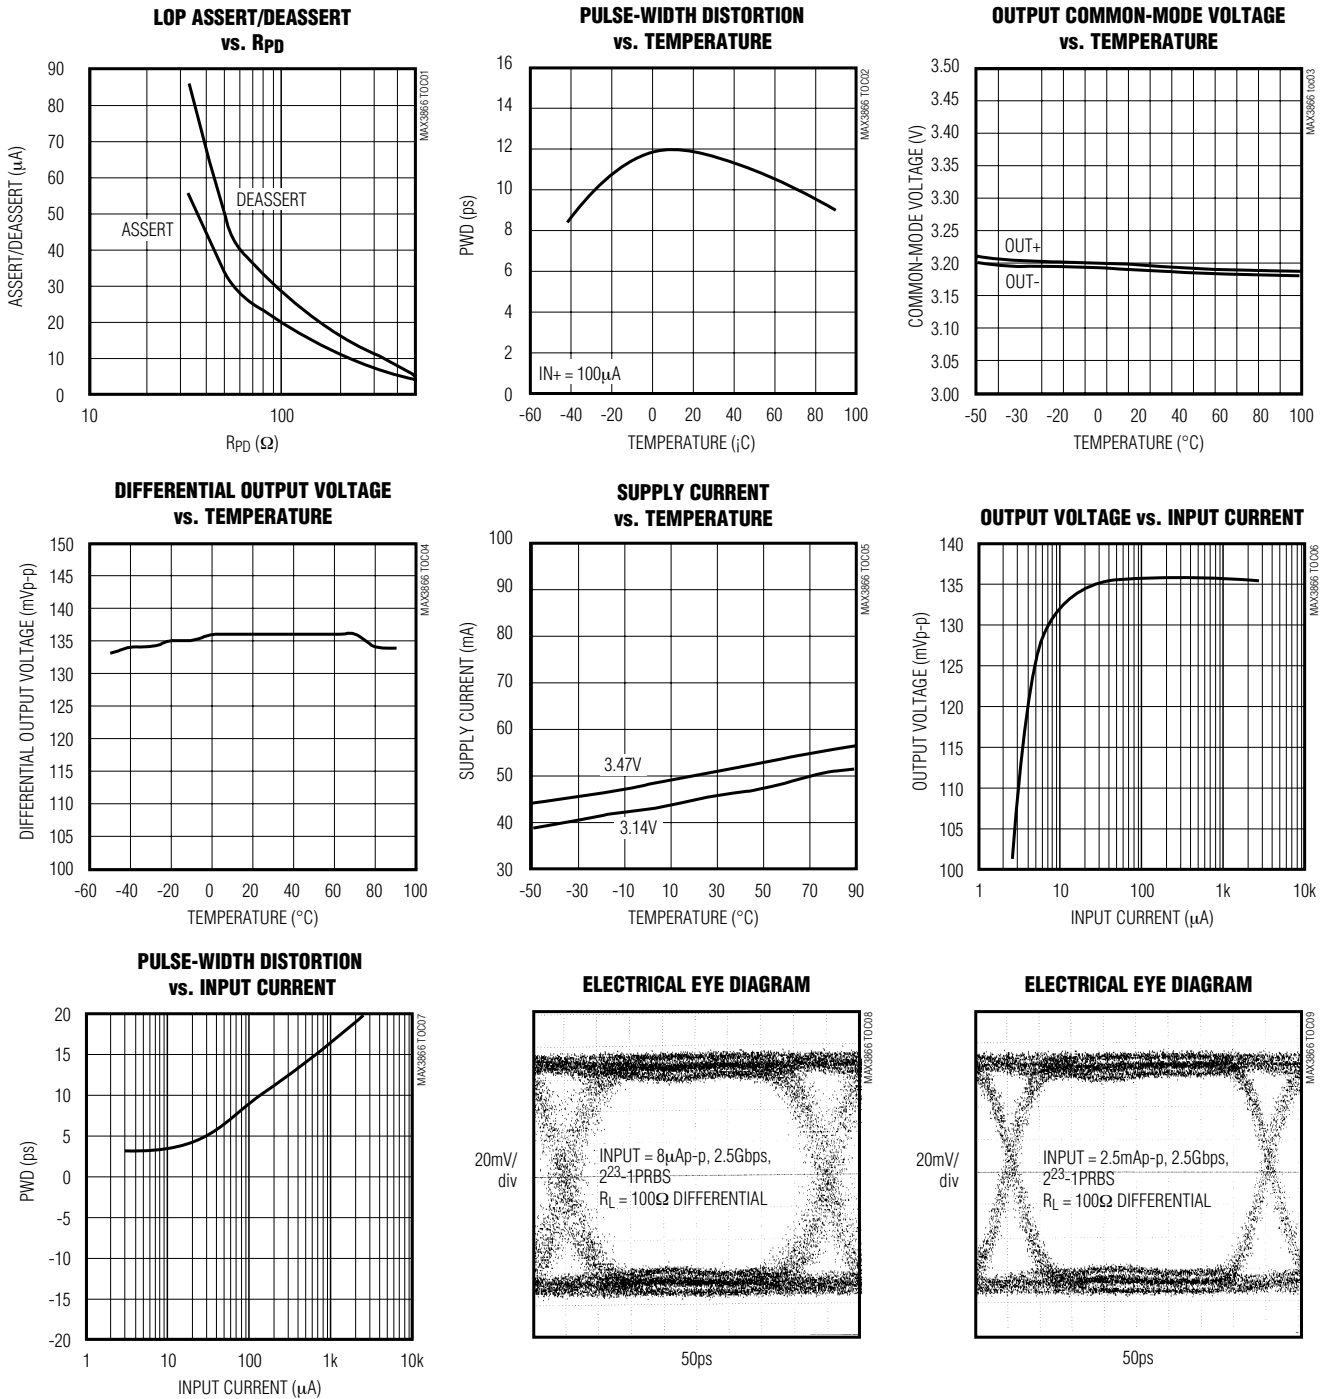 LOP ASSERT/DEASSERT
vs. RPD
90
80
70
60
50
40
30
20
10
0
ASSERT/DEASSERT (μA)
DEASSERT
ASSERT
10
100
RPD (Ω)
MAX3866 TOC01
PULSE-WIDTH DISTORTION
vs. TEMPERATURE
16
14
12
10
8
6
4
2
0
PWD (ps)
IN+ = 100μA
-60 -40 -20 0 20 40 60 80 100
TEMPERATURE (¡C)
MAX3866 TOC02
OUTPUT COMMON-MODE VOLTAGE
vs. TEMPERATURE
3.50
3.45
3.40
3.35
3.30
3.25
3.20
3.15
3.10
3.05
3.00
COMMON-MODE VOLTAGE (V)
OUT+
OUT-
-50 -30 -20 0 20 40 60 80 100
TEMPERATURE (°C)
MAX3866 toc03
DIFFERENTIAL OUTPUT VOLTAGE
vs. TEMPERATURE
150
145
140
135
130
125
120
115
110
105
100
DIFFERENTIAL OUTPUT VOLTAGE (mVp-p)
-60 -40 -20 0 20 40 60 80 100
TEMPERATURE (°C)
MAX3866 TOC04
SUPPLY CURRENT
vs. TEMPERATURE
100
90
80
70
60
50
40
30
SUPPLY CURRENT (mA)
3.47V
3.14V
-50 -30 -10 10 30 50 70 90
TEMPERATURE (°C)
MAX3866 TOC05
OUTPUT VOLTAGE vs. INPUT CURRENT
140
135
130
125
120
115
110
105
100
OUTPUT VOLTAGE (mVp-p)
1 10 100 1k 10k
INPUT CURRENT (μA)
MAX3866 TOC06
PULSE-WIDTH DISTORTION
vs. INPUT CURRENT
20
15
10
5
0
-5
-10
-15
-20
PWD (ps)
1 10 100 1k 10k
INPUT CURRENT (μA)
MAX3866 TOC07
ELECTRICAL EYE DIAGRAM
20mV/
div
INPUT = 8μAp-p, 2.5Gbps,
2²³-1PRBS
RL = 100Ω DIFFERENTIAL
50ps
MAX3866 TOC08
ELECTRICAL EYE DIAGRAM
20mV/
div
INPUT = 2.5mAp-p, 2.5Gbps,
2²³-1PRBS
RL = 100Ω DIFFERENTIAL
50ps
MAX3866 TOC09